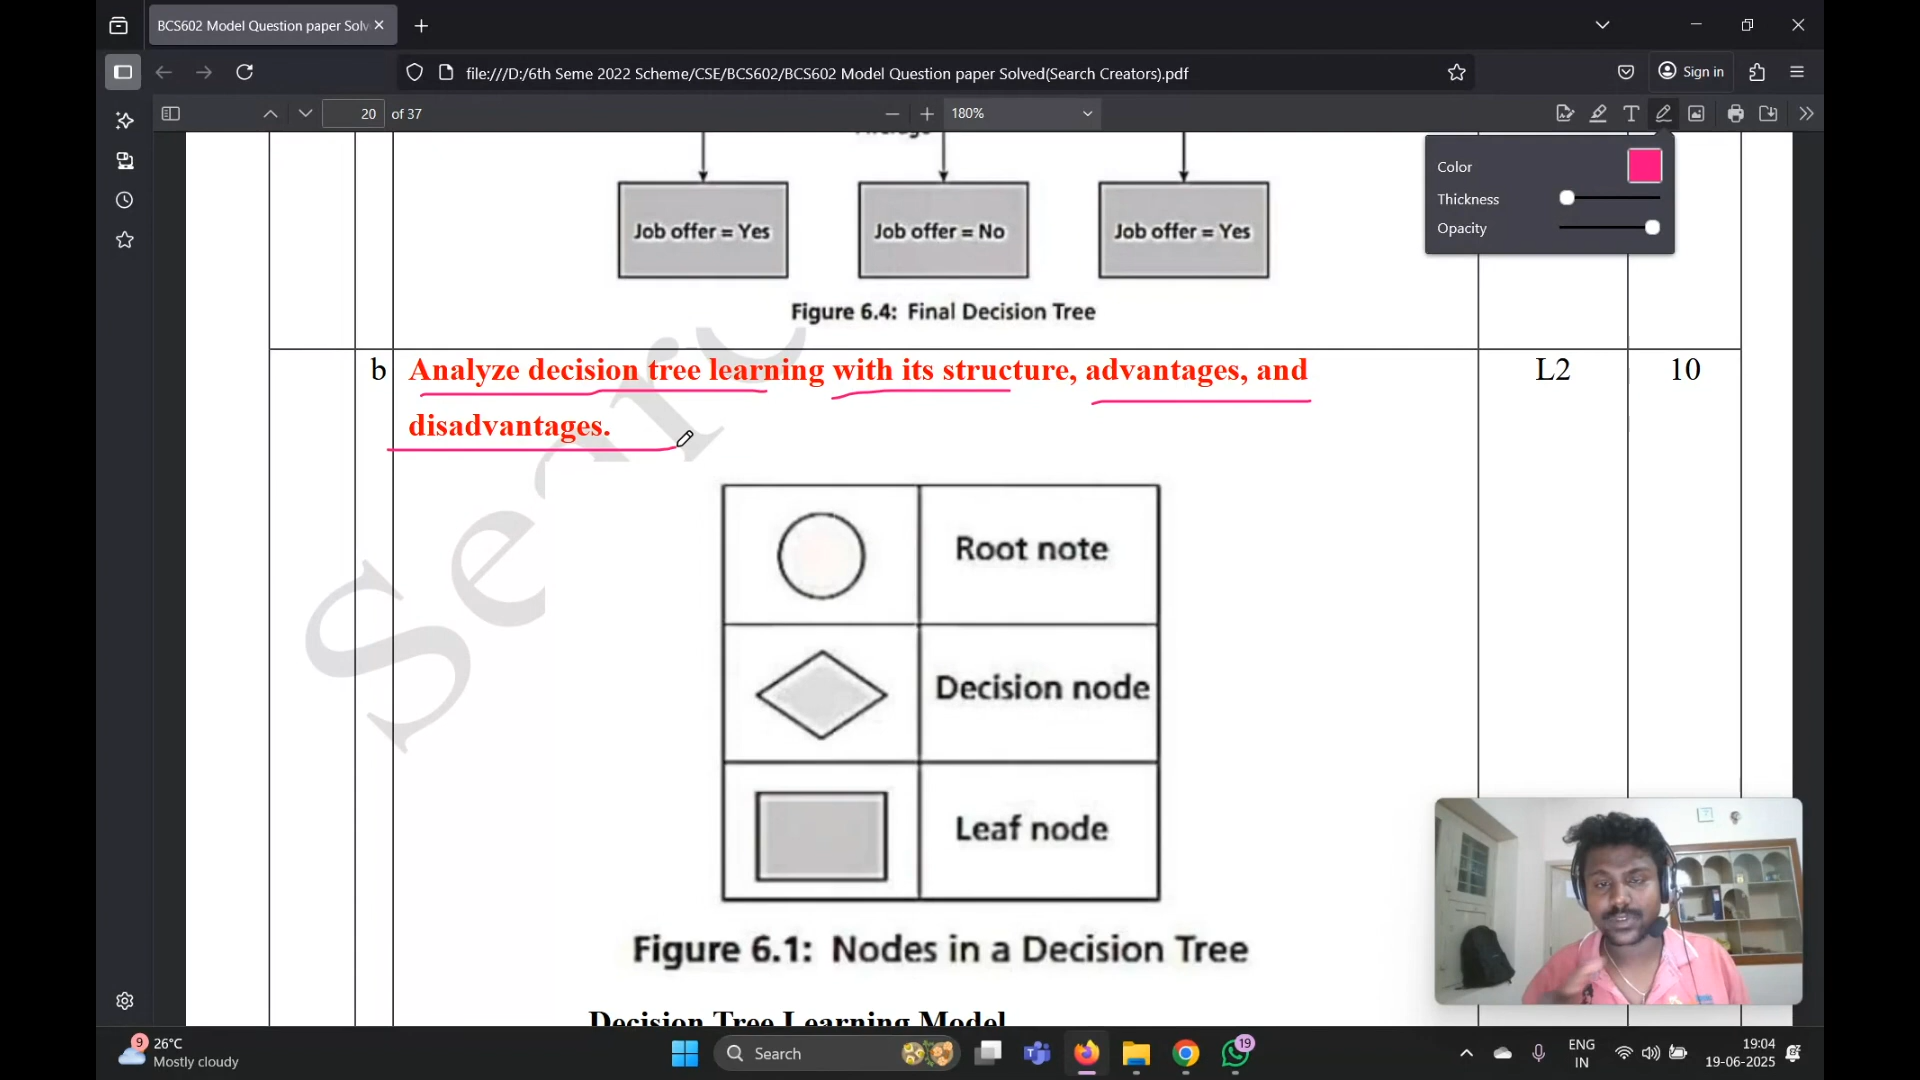 BCS602 Model Question paper Solv
file:///D:/6th Seme 2022 Scheme/CSE/BCS602/BCS602 Model Question paper Solved(Search Creators).pdf
Sign in
20 of 37
180%
Color
Thickness
Opacity
Average
Job offer = Yes
Job offer = No
Job offer = Yes
Figure 6.4: Final Decision Tree
b Analyze decision tree learning with its structure, advantages, and L2 10
disadvantages.
Sear
Root note
Decision node
Leaf node
Figure 6.1: Nodes in a Decision Tree
Decision Tree Learning Model
9
26°C
Mostly cloudy
Search
19
ENG
IN
19:04
19-06-2025